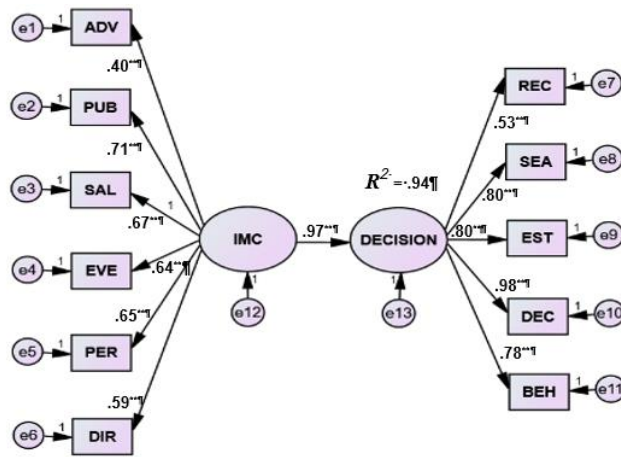 e1 1 ADV
.40**¶
e2 1 PUB
.71**¶
e3 1 SAL
1
.67**¶
e4 1 EVE
.64**¶
e5 1 PER
.65**¶
e6 1 DIR
.59**¶
IMC
1
e12
.97**¶
R²-=·.94¶
DECISION
1
e13
REC 1 e7
.53**¶
SEA 1 e8
.80**¶
EST 1 e9
.80**¶
DEC 1 e10
.98**¶
BEH 1 e11
.78**¶